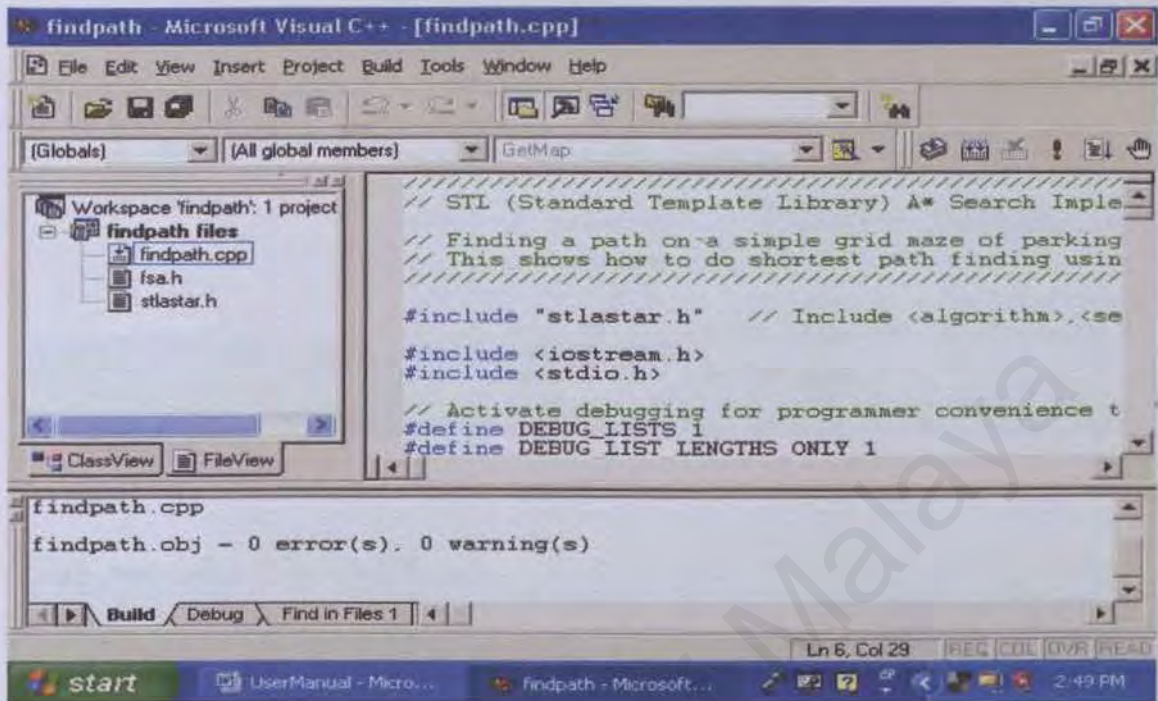 findpath - Microsoft Visual C++ - [findpath.cpp]
File Edit View Insert Project Build Tools Window Help
(Globals) (All global members) GetMap
Workspace 'findpath': 1 project
findpath files
findpath.cpp
fsa.h
stlastar.h
ClassView FileView
////////////////////////////////////////////////////
// STL (Standard Template Library) A* Search Imple
// Finding a path on a simple grid maze of parking
// This shows how to do shortest path finding usin
////////////////////////////////////////////////////
#include "stlastar.h" // Include <algorithm>,<se
#include <iostream.h>
#include <stdio.h>
// Activate debugging for programmer convenience t
#define DEBUG_LISTS 1
#define DEBUG_LIST_LENGTHS_ONLY 1
findpath.cpp
findpath.obj - 0 error(s), 0 warning(s)
Build Debug Find in Files 1
Ln 6, Col 29 REC COL OVR READ
start UserManual - Micro... findpath - Microsoft... 2:49 PM
Malaya